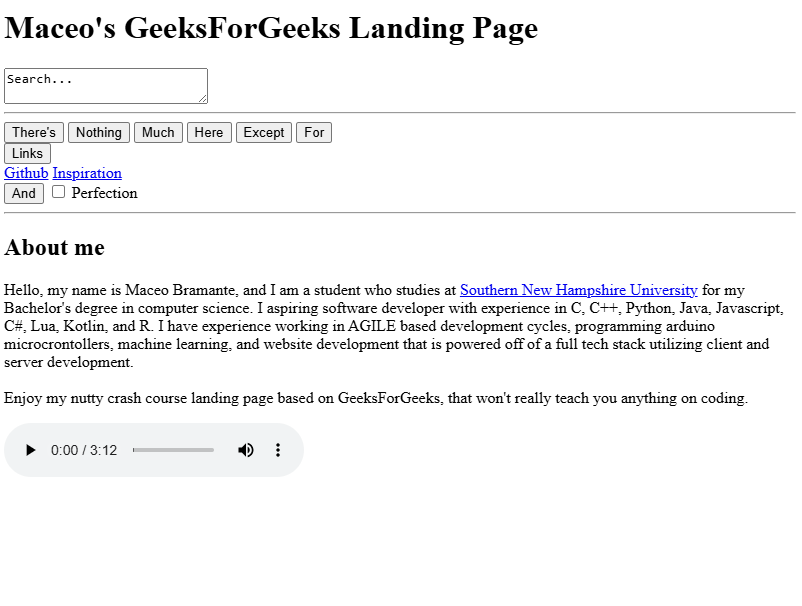 Maceo's GeeksForGeeks Landing Page
Search...
There's Nothing Much Here Except For
Links
Github Inspiration
And Perfection
About me
Hello, my name is Maceo Bramante, and I am a student who studies at Southern New Hampshire University for my
Bachelor's degree in computer science. I aspiring software developer with experience in C, C++, Python, Java, Javascript,
C#, Lua, Kotlin, and R. I have experience working in AGILE based development cycles, programming arduino
microcrontollers, machine learning, and website development that is powered off of a full tech stack utilizing client and
server development.
Enjoy my nutty crash course landing page based on GeeksForGeeks, that won't really teach you anything on coding.
0:00 / 3:12